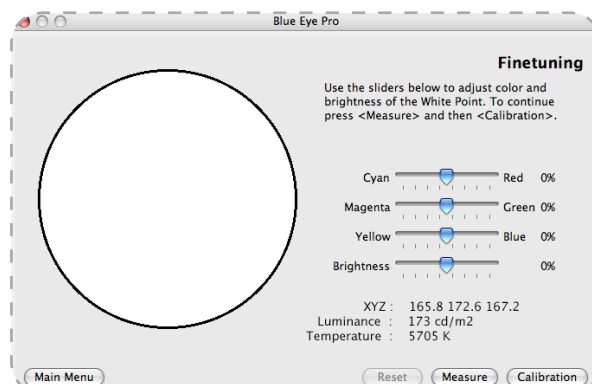 Blue Eye Pro
Finetuning
Use the sliders below to adjust color and
brightness of the White Point. To continue
press <Measure> and then <Calibration>.
Cyan Red 0%
Magenta Green 0%
Yellow Blue 0%
Brightness 0%
XYZ : 165.8 172.6 167.2
Luminance : 173 cd/m2
Temperature : 5705 K
Main Menu Reset Measure Calibration